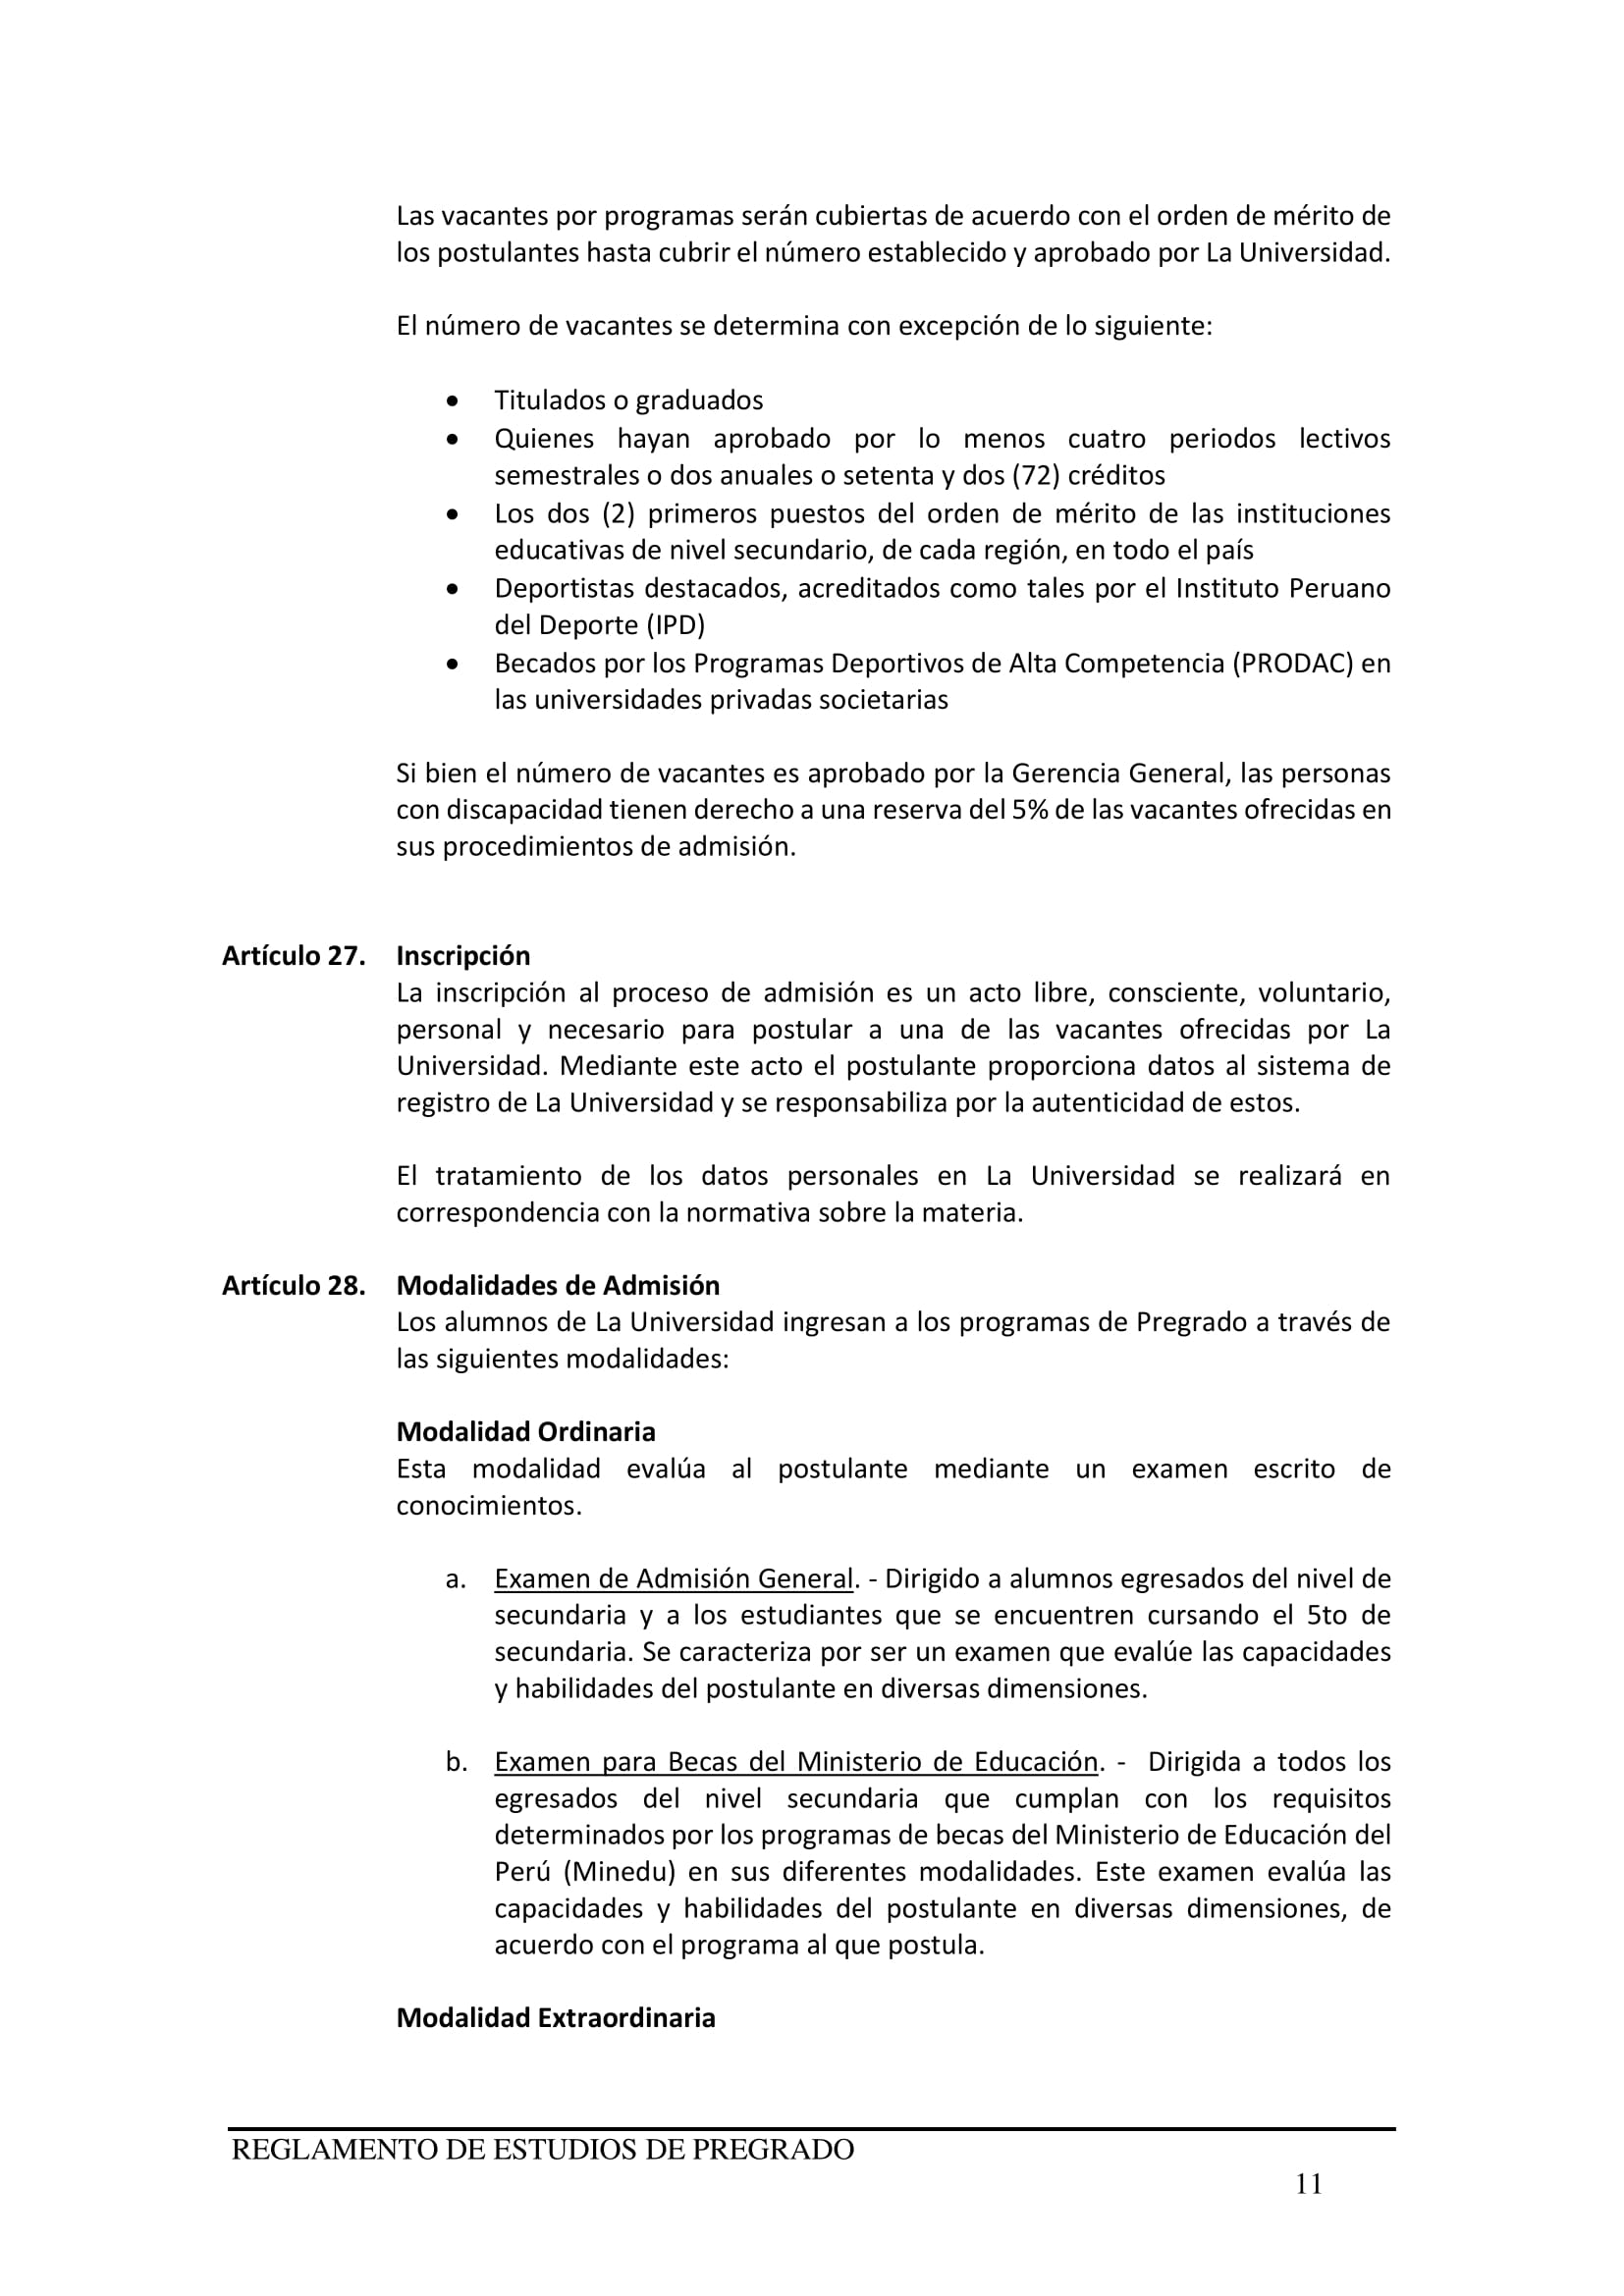 Las vacantes por programas serán cubiertas de acuerdo con el orden de mérito de
los postulantes hasta cubrir el número establecido y aprobado por La Universidad.
El número de vacantes se determina con excepción de lo siguiente:
• Titulados o graduados
• Quienes hayan aprobado por lo menos cuatro periodos lectivos
semestrales o dos anuales o setenta y dos (72) créditos
• Los dos (2) primeros puestos del orden de mérito de las instituciones
educativas de nivel secundario, de cada región, en todo el país
• Deportistas destacados, acreditados como tales por el Instituto Peruano
del Deporte (IPD)
• Becados por los Programas Deportivos de Alta Competencia (PRODAC) en
las universidades privadas societarias
Si bien el número de vacantes es aprobado por la Gerencia General, las personas
con discapacidad tienen derecho a una reserva del 5% de las vacantes ofrecidas en
sus procedimientos de admisión.
Artículo 27. Inscripción
La inscripción al proceso de admisión es un acto libre, consciente, voluntario,
personal y necesario para postular a una de las vacantes ofrecidas por La
Universidad. Mediante este acto el postulante proporciona datos al sistema de
registro de La Universidad y se responsabiliza por la autenticidad de estos.
El tratamiento de los datos personales en La Universidad se realizará en
correspondencia con la normativa sobre la materia.
Artículo 28. Modalidades de Admisión
Los alumnos de La Universidad ingresan a los programas de Pregrado a través de
las siguientes modalidades:
Modalidad Ordinaria
Esta modalidad evalúa al postulante mediante un examen escrito de
conocimientos.
a. Examen de Admisión General. - Dirigido a alumnos egresados del nivel de
secundaria y a los estudiantes que se encuentren cursando el 5to de
secundaria. Se caracteriza por ser un examen que evalúe las capacidades
y habilidades del postulante en diversas dimensiones.
b. Examen para Becas del Ministerio de Educación. - Dirigida a todos los
egresados del nivel secundaria que cumplan con los requisitos
determinados por los programas de becas del Ministerio de Educación del
Perú (Minedu) en sus diferentes modalidades. Este examen evalúa las
capacidades y habilidades del postulante en diversas dimensiones, de
acuerdo con el programa al que postula.
Modalidad Extraordinaria
REGLAMENTO DE ESTUDIOS DE PREGRADO
11